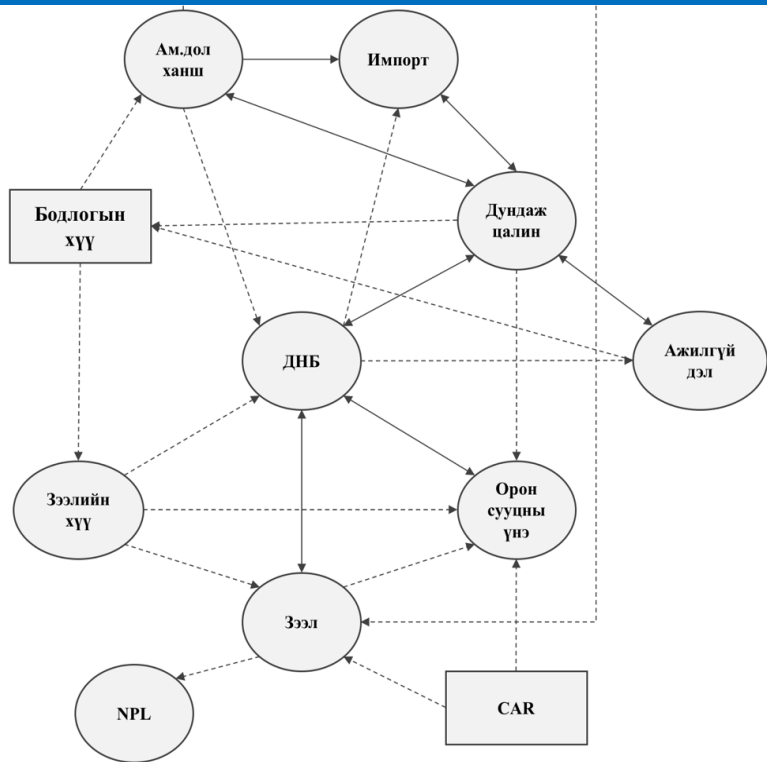 Ам.дол
ханш
Импорт
Бодлогын
хүү
Дундаж
цалин
ДНБ
Ажилгүй
дэл
Зээлийн
хүү
Орон
сууцны
үнэ
Зээл
NPL
CAR